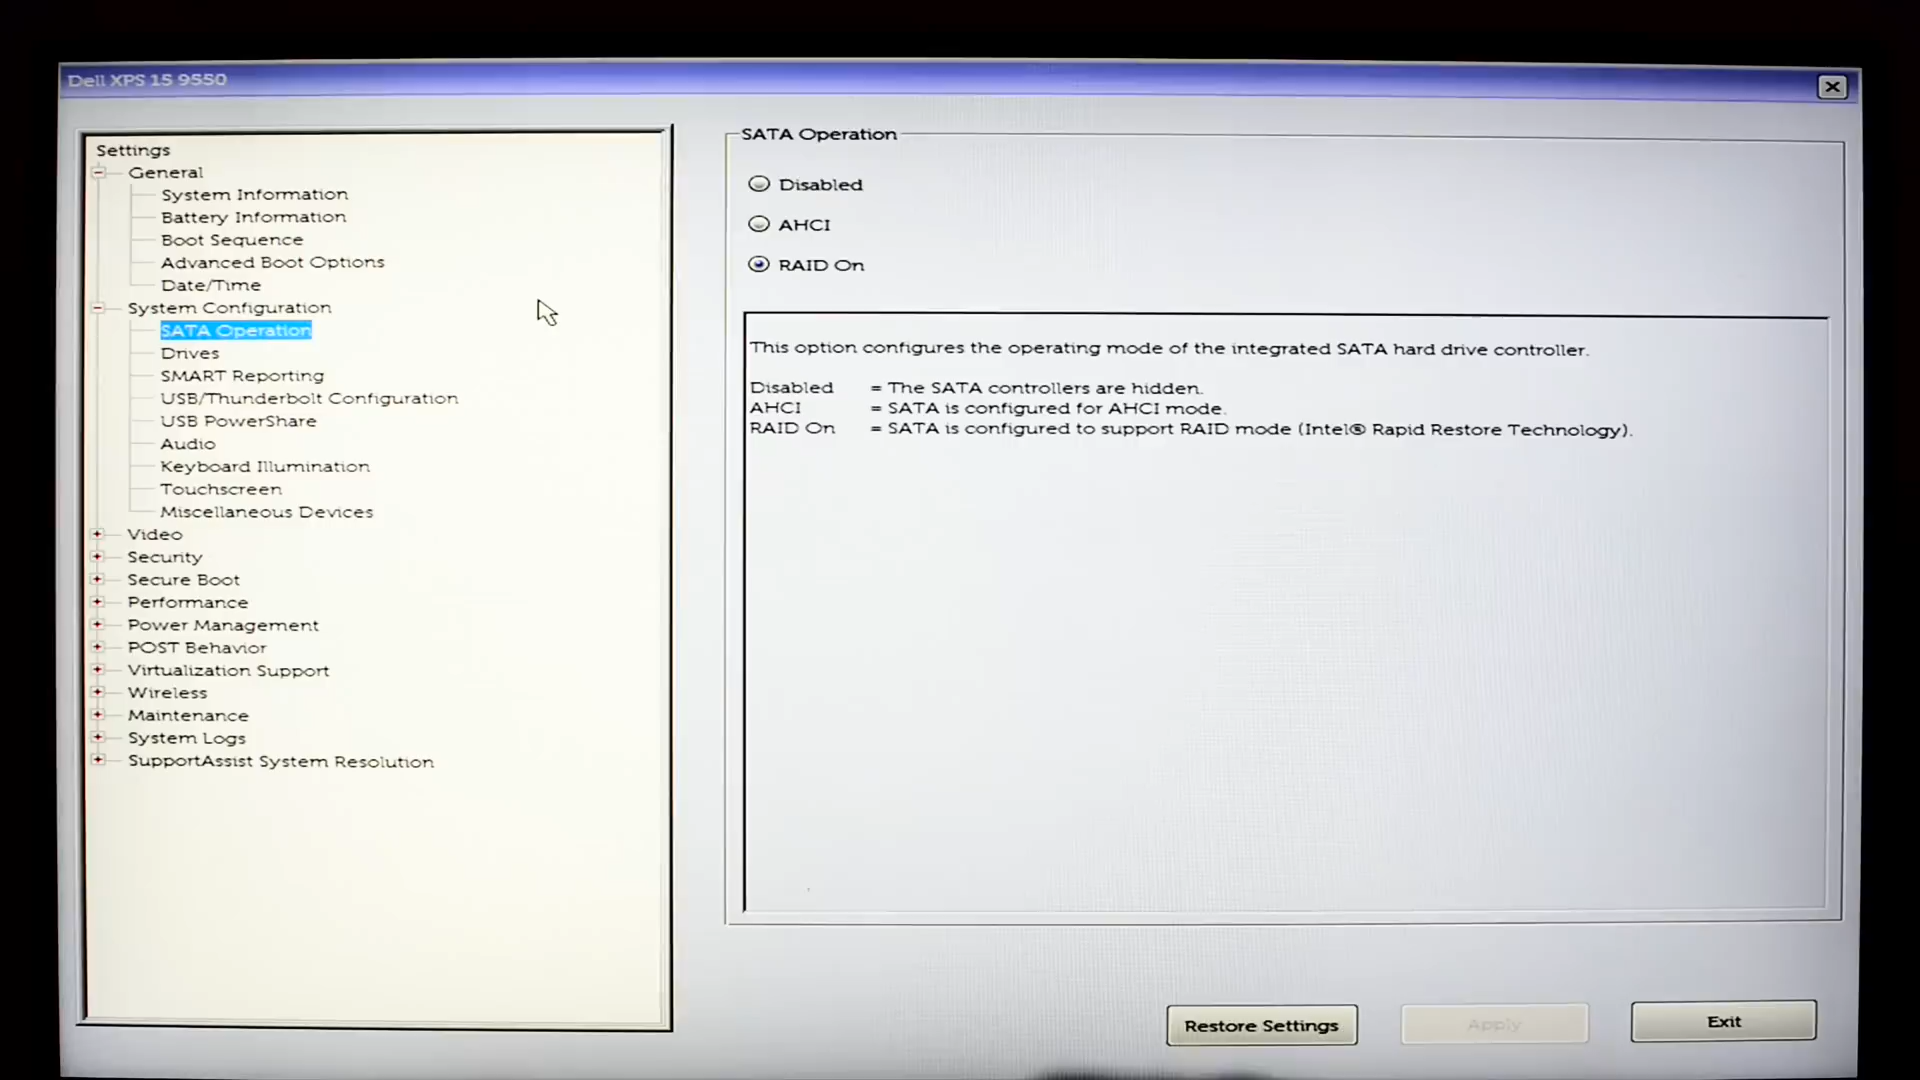 Dell XPS 15 9550
Settings
General
System Information
Battery Information
Boot Sequence
Advanced Boot Options
Date/Time
System Configuration
SATA Operation
Drives
SMART Reporting
USB/Thunderbolt Configuration
USB PowerShare
Audio
Keyboard Illumination
Touchscreen
Miscellaneous Devices
Video
Security
Secure Boot
Performance
Power Management
POST Behavior
Virtualization Support
Wireless
Maintenance
System Logs
SupportAssist System Resolution
SATA Operation
Disabled
AHCI
RAID On
This option configures the operating mode of the integrated SATA hard drive controller.
Disabled = The SATA controllers are hidden.
AHCI = SATA is configured for AHCI mode.
RAID On = SATA is configured to support RAID mode (Intel® Rapid Restore Technology).
Restore Settings
Apply
Exit